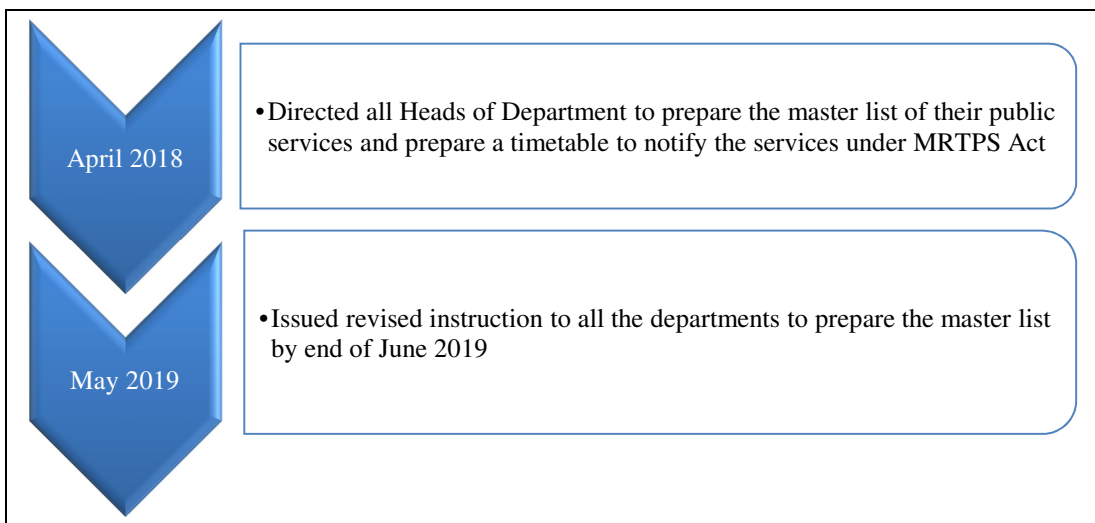 April 2018
•Directed all Heads of Department to prepare the master list of their public
services and prepare a timetable to notify the services under MRTPS Act
May 2019
•Issued revised instruction to all the departments to prepare the master list
by end of June 2019